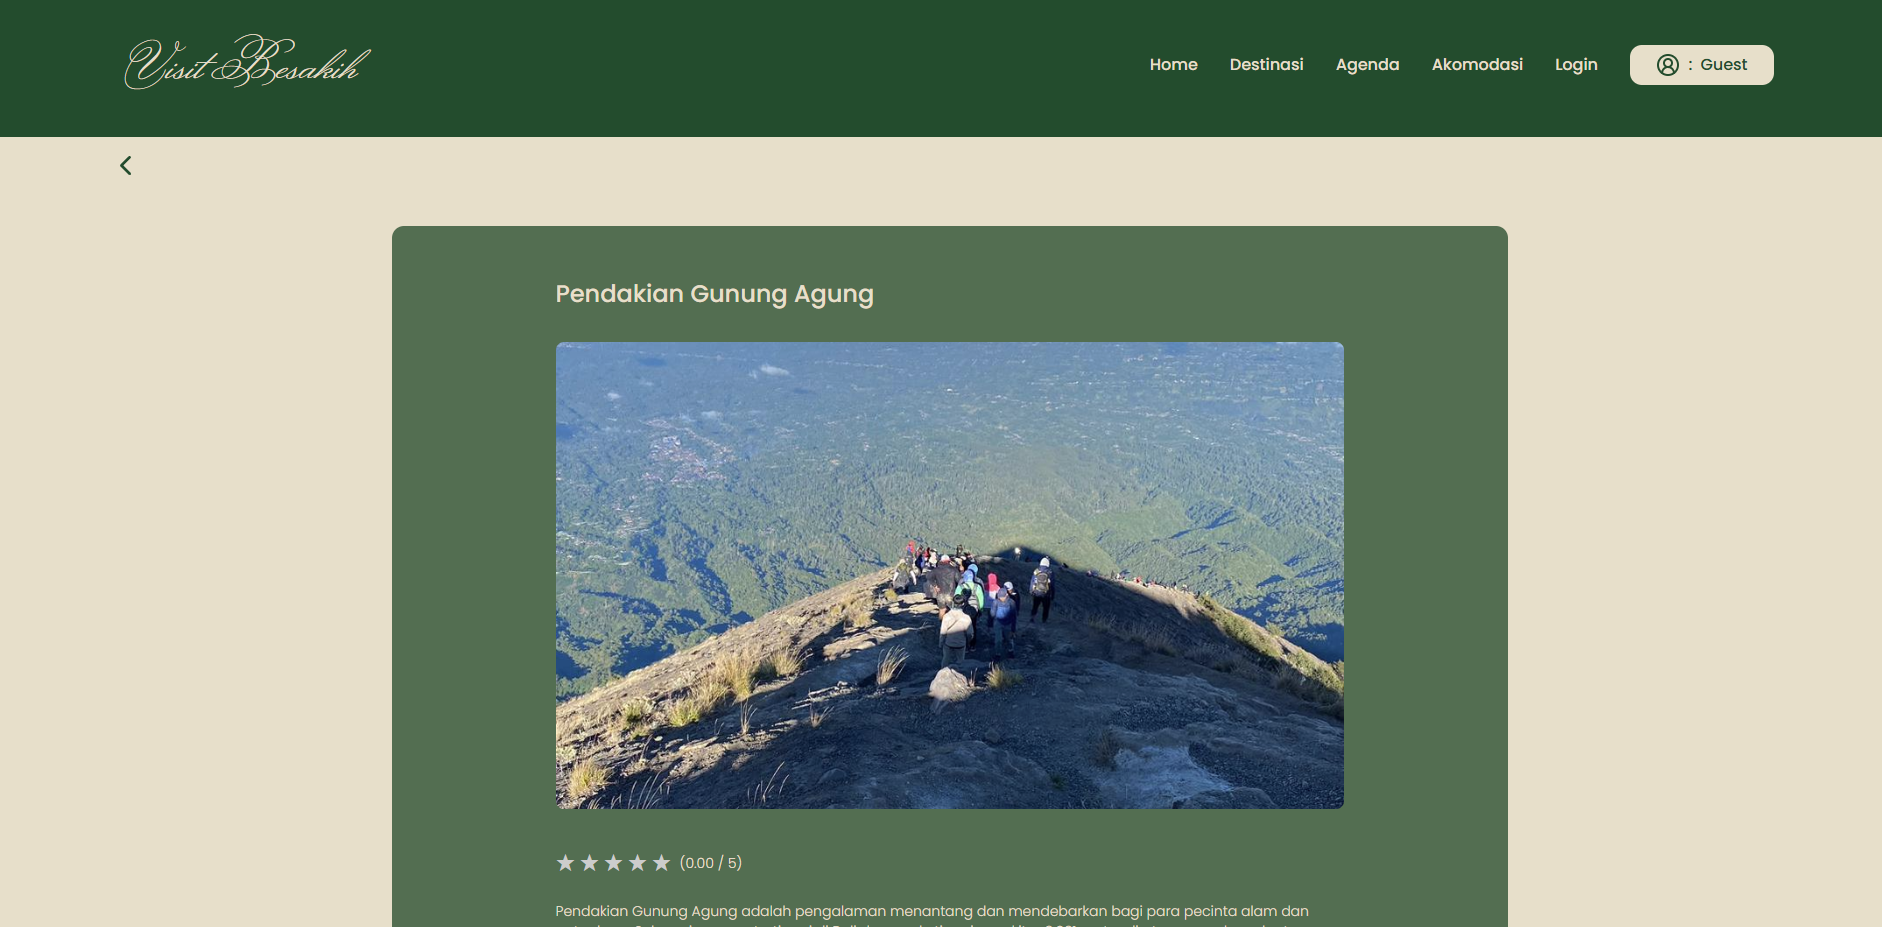 Visit Besakih
Home
Destinasi
Agenda
Akomodasi
Login
: Guest
Pendakian Gunung Agung
(0.00 / 5)
Pendakian Gunung Agung adalah pengalaman menantang dan mendebarkan bagi para pecinta alam dan